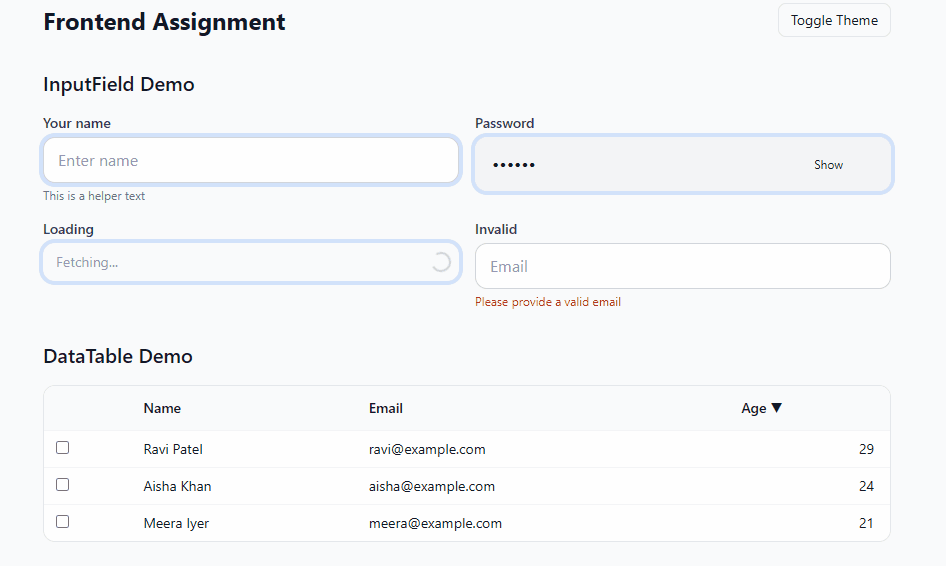 Frontend Assignment
Toggle Theme
InputField Demo
Your name
Password
Enter name
•••••• Show
This is a helper text
Loading
Invalid
Fetching...
Email
Please provide a valid email
DataTable Demo
Name Email Age ▼
Ravi Patel ravi@example.com 29
Aisha Khan aisha@example.com 24
Meera Iyer meera@example.com 21